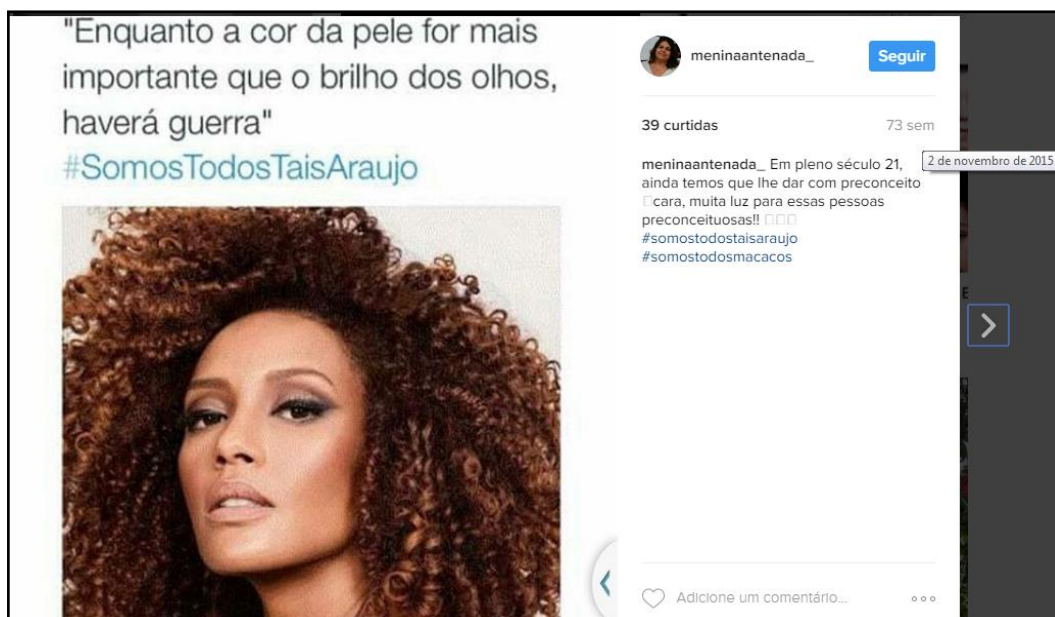 "Enquanto a cor da pele for mais
importante que o brilho dos olhos,
haverá guerra"
#SomosTodosTaisAraujo
meninaantenada_
Seguir
39 curtidas
73 sem
2 de novembro de 2015
meninaantenada_ Em pleno século 21,
ainda temos que lhe dar com preconceito
cara, muita luz para essas pessoas
preconceituosas!!
#somostodostaisaraujo
#somostodosmacacos
Adicione um comentário...